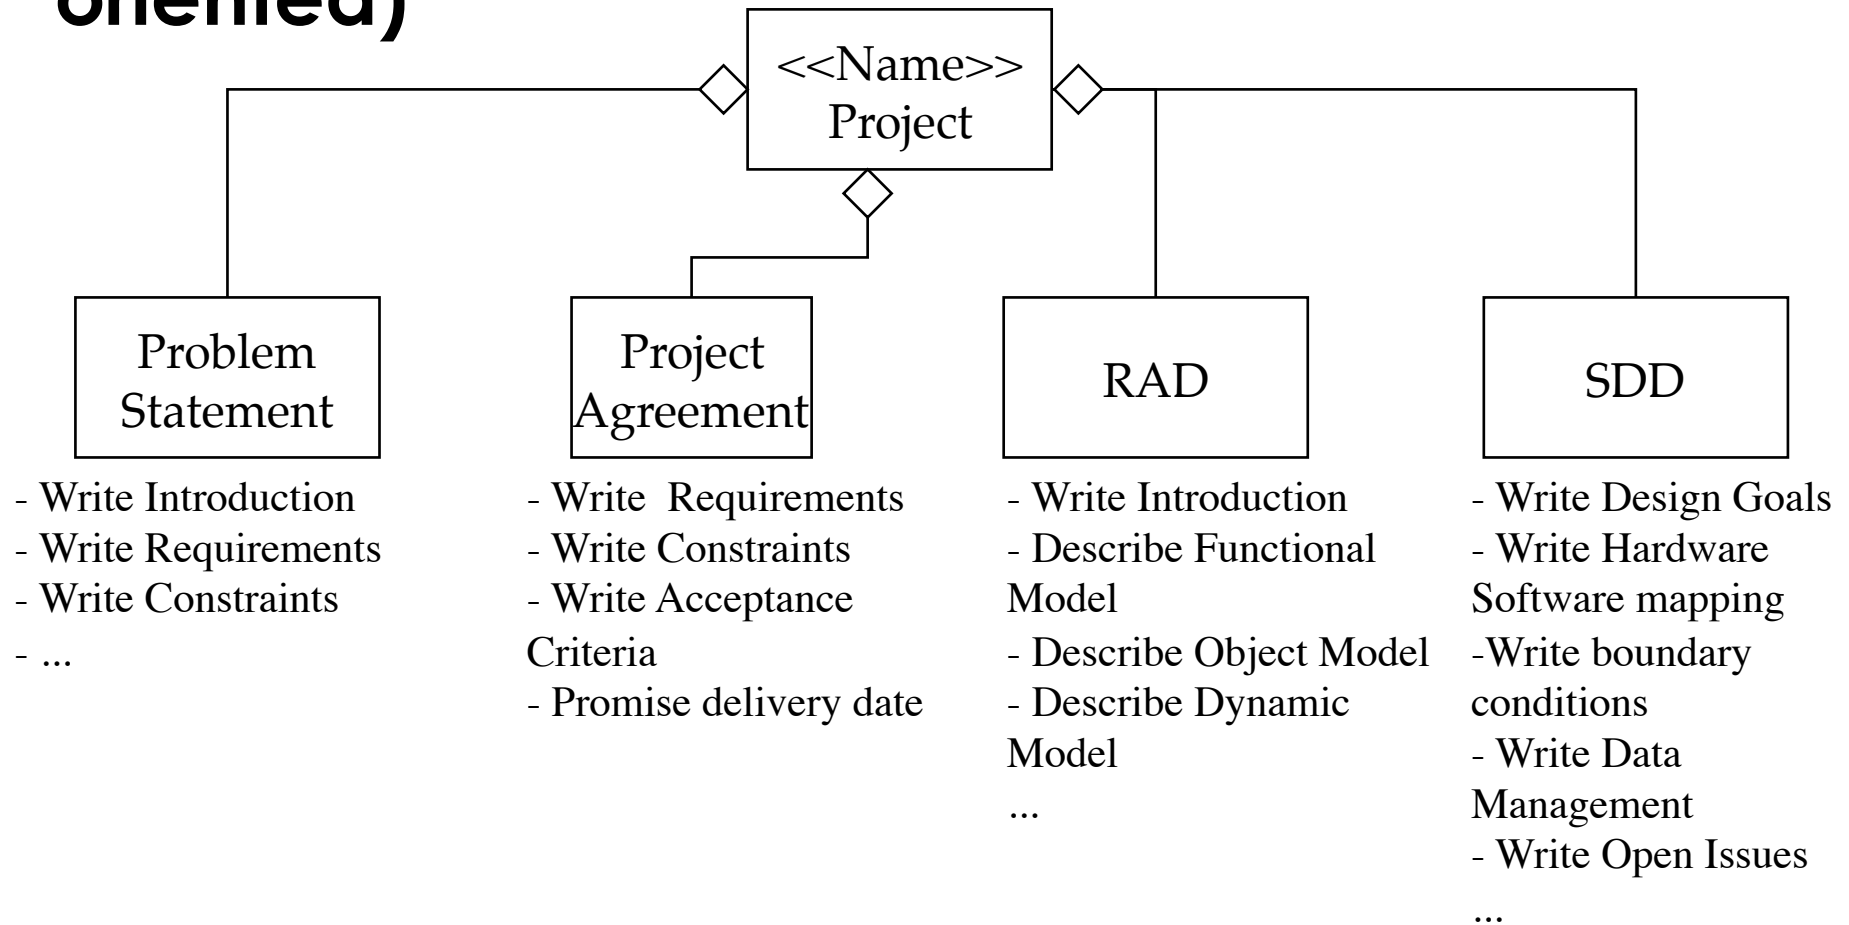 oriented)
<<Name>>
Project
Problem
Statement
- Write Introduction
- Write Requirements
- Write Constraints
- ...
Project
Agreement
- Write  Requirements
- Write Constraints
- Write Acceptance
Criteria
- Promise delivery date
RAD
- Write Introduction
- Describe Functional
Model
- Describe Object Model
- Describe Dynamic
Model
...
SDD
- Write Design Goals
- Write Hardware
Software mapping
-Write boundary
conditions
- Write Data
Management
- Write Open Issues
...